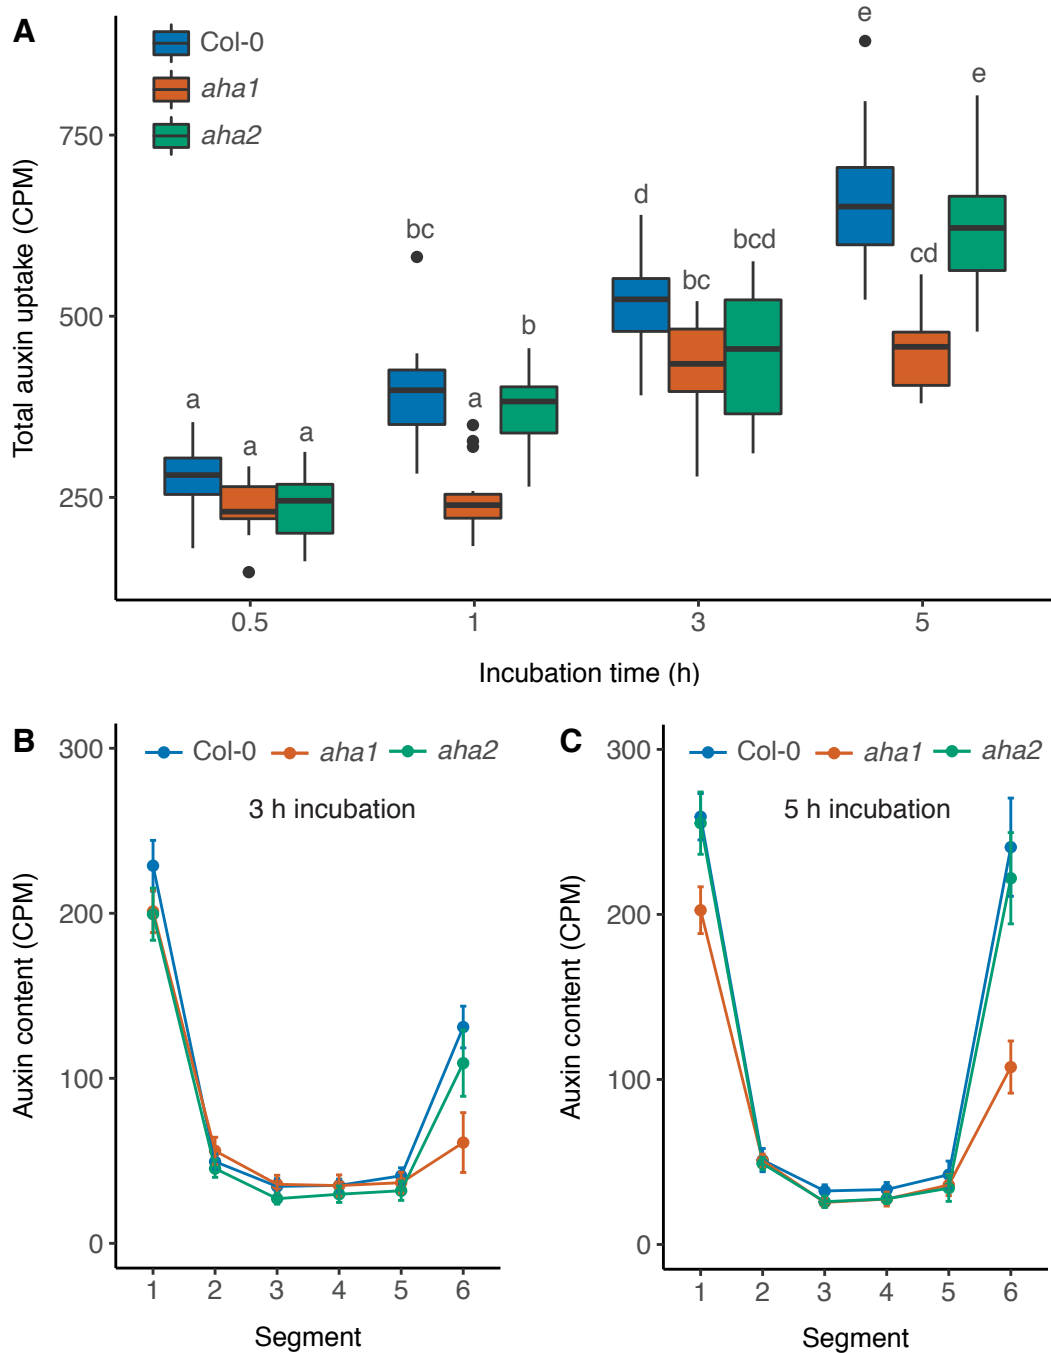 A
Col-0
aha1
aha2
Total auxin uptake (CPM)
750
500
250
a
a
a
bc
a
b
d
bc
bcd
e
cd
e
0.5
1
3
5
Incubation time (h)
B
Col-0
aha1
aha2
3 h incubation
Auxin content (CPM)
300
200
100
0
1
2
3
4
5
6
Segment
C
Col-0
aha1
aha2
5 h incubation
Auxin content (CPM)
300
200
100
0
1
2
3
4
5
6
Segment